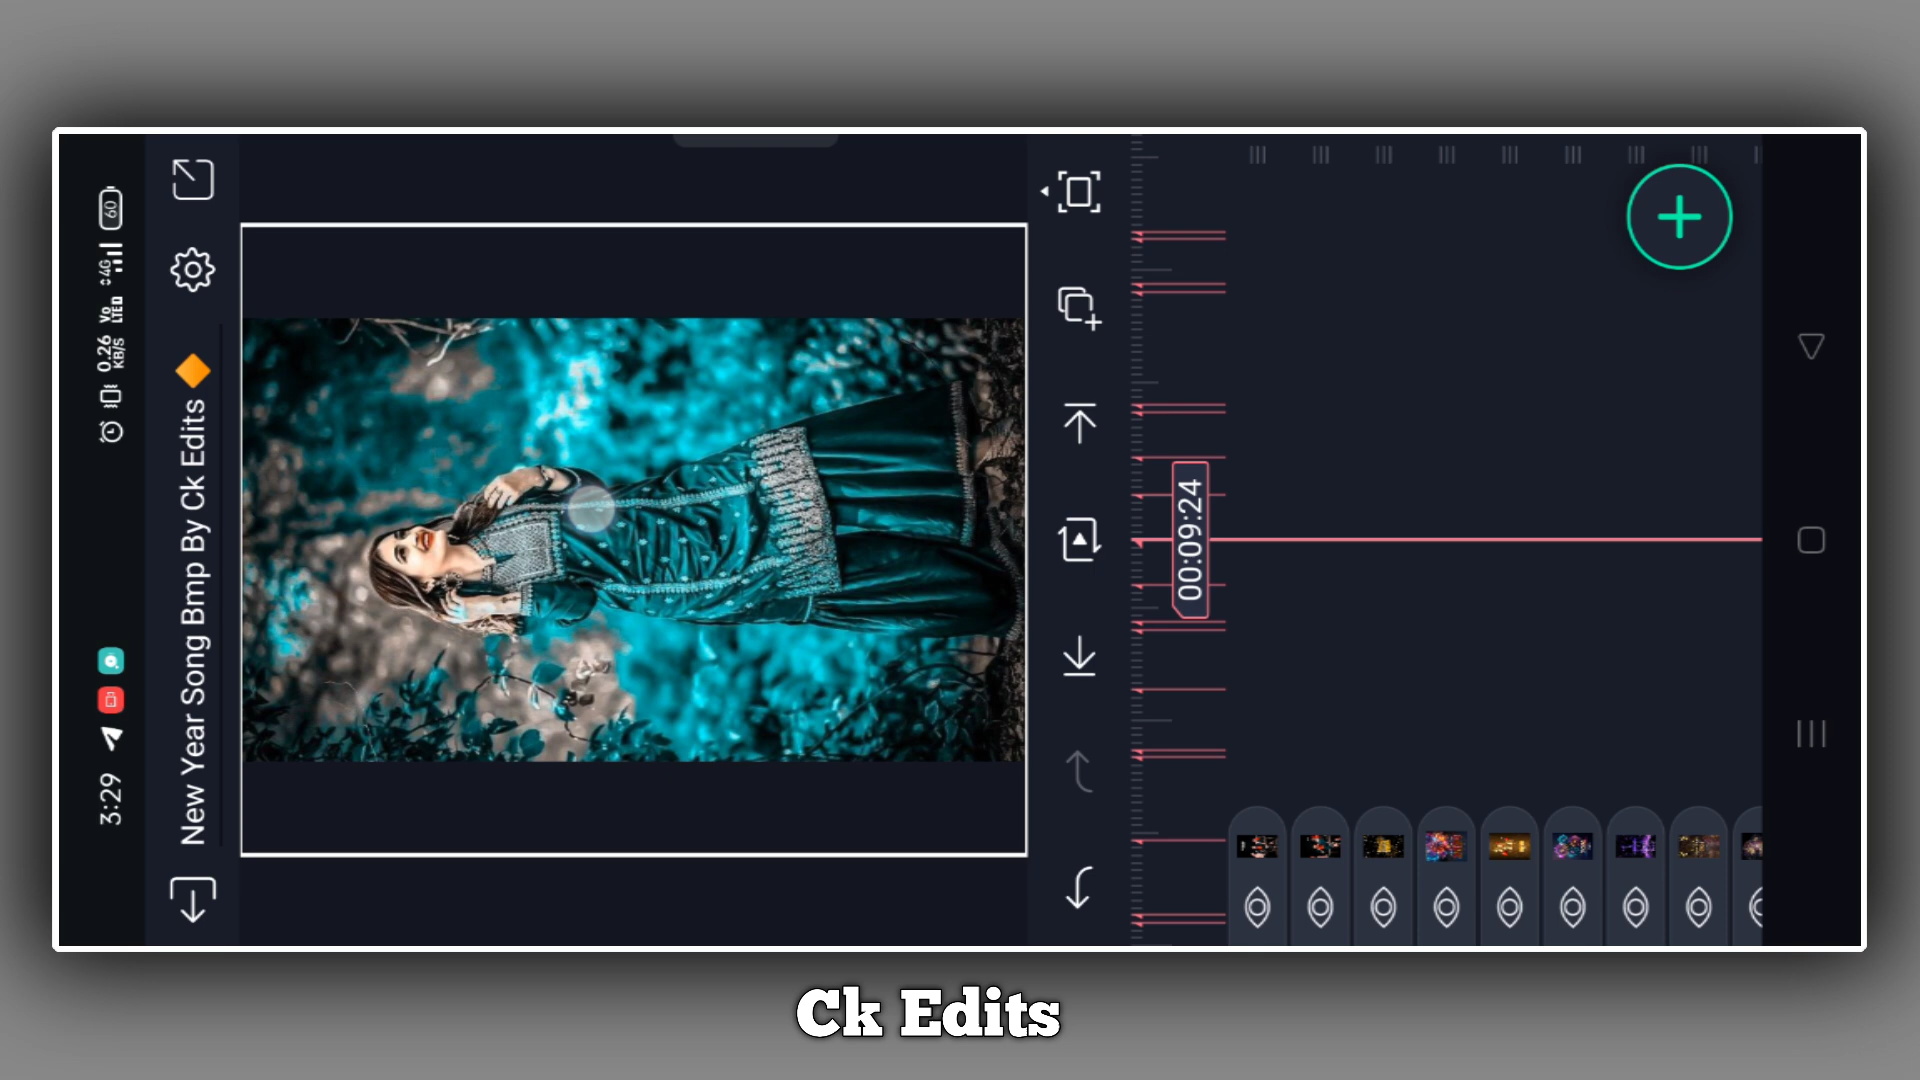 3:29
0.26 KB/S
Vo LTE
4G
60
New Year Song Bmp By Ck Edits 🔶
00:09:24
Ck Edits